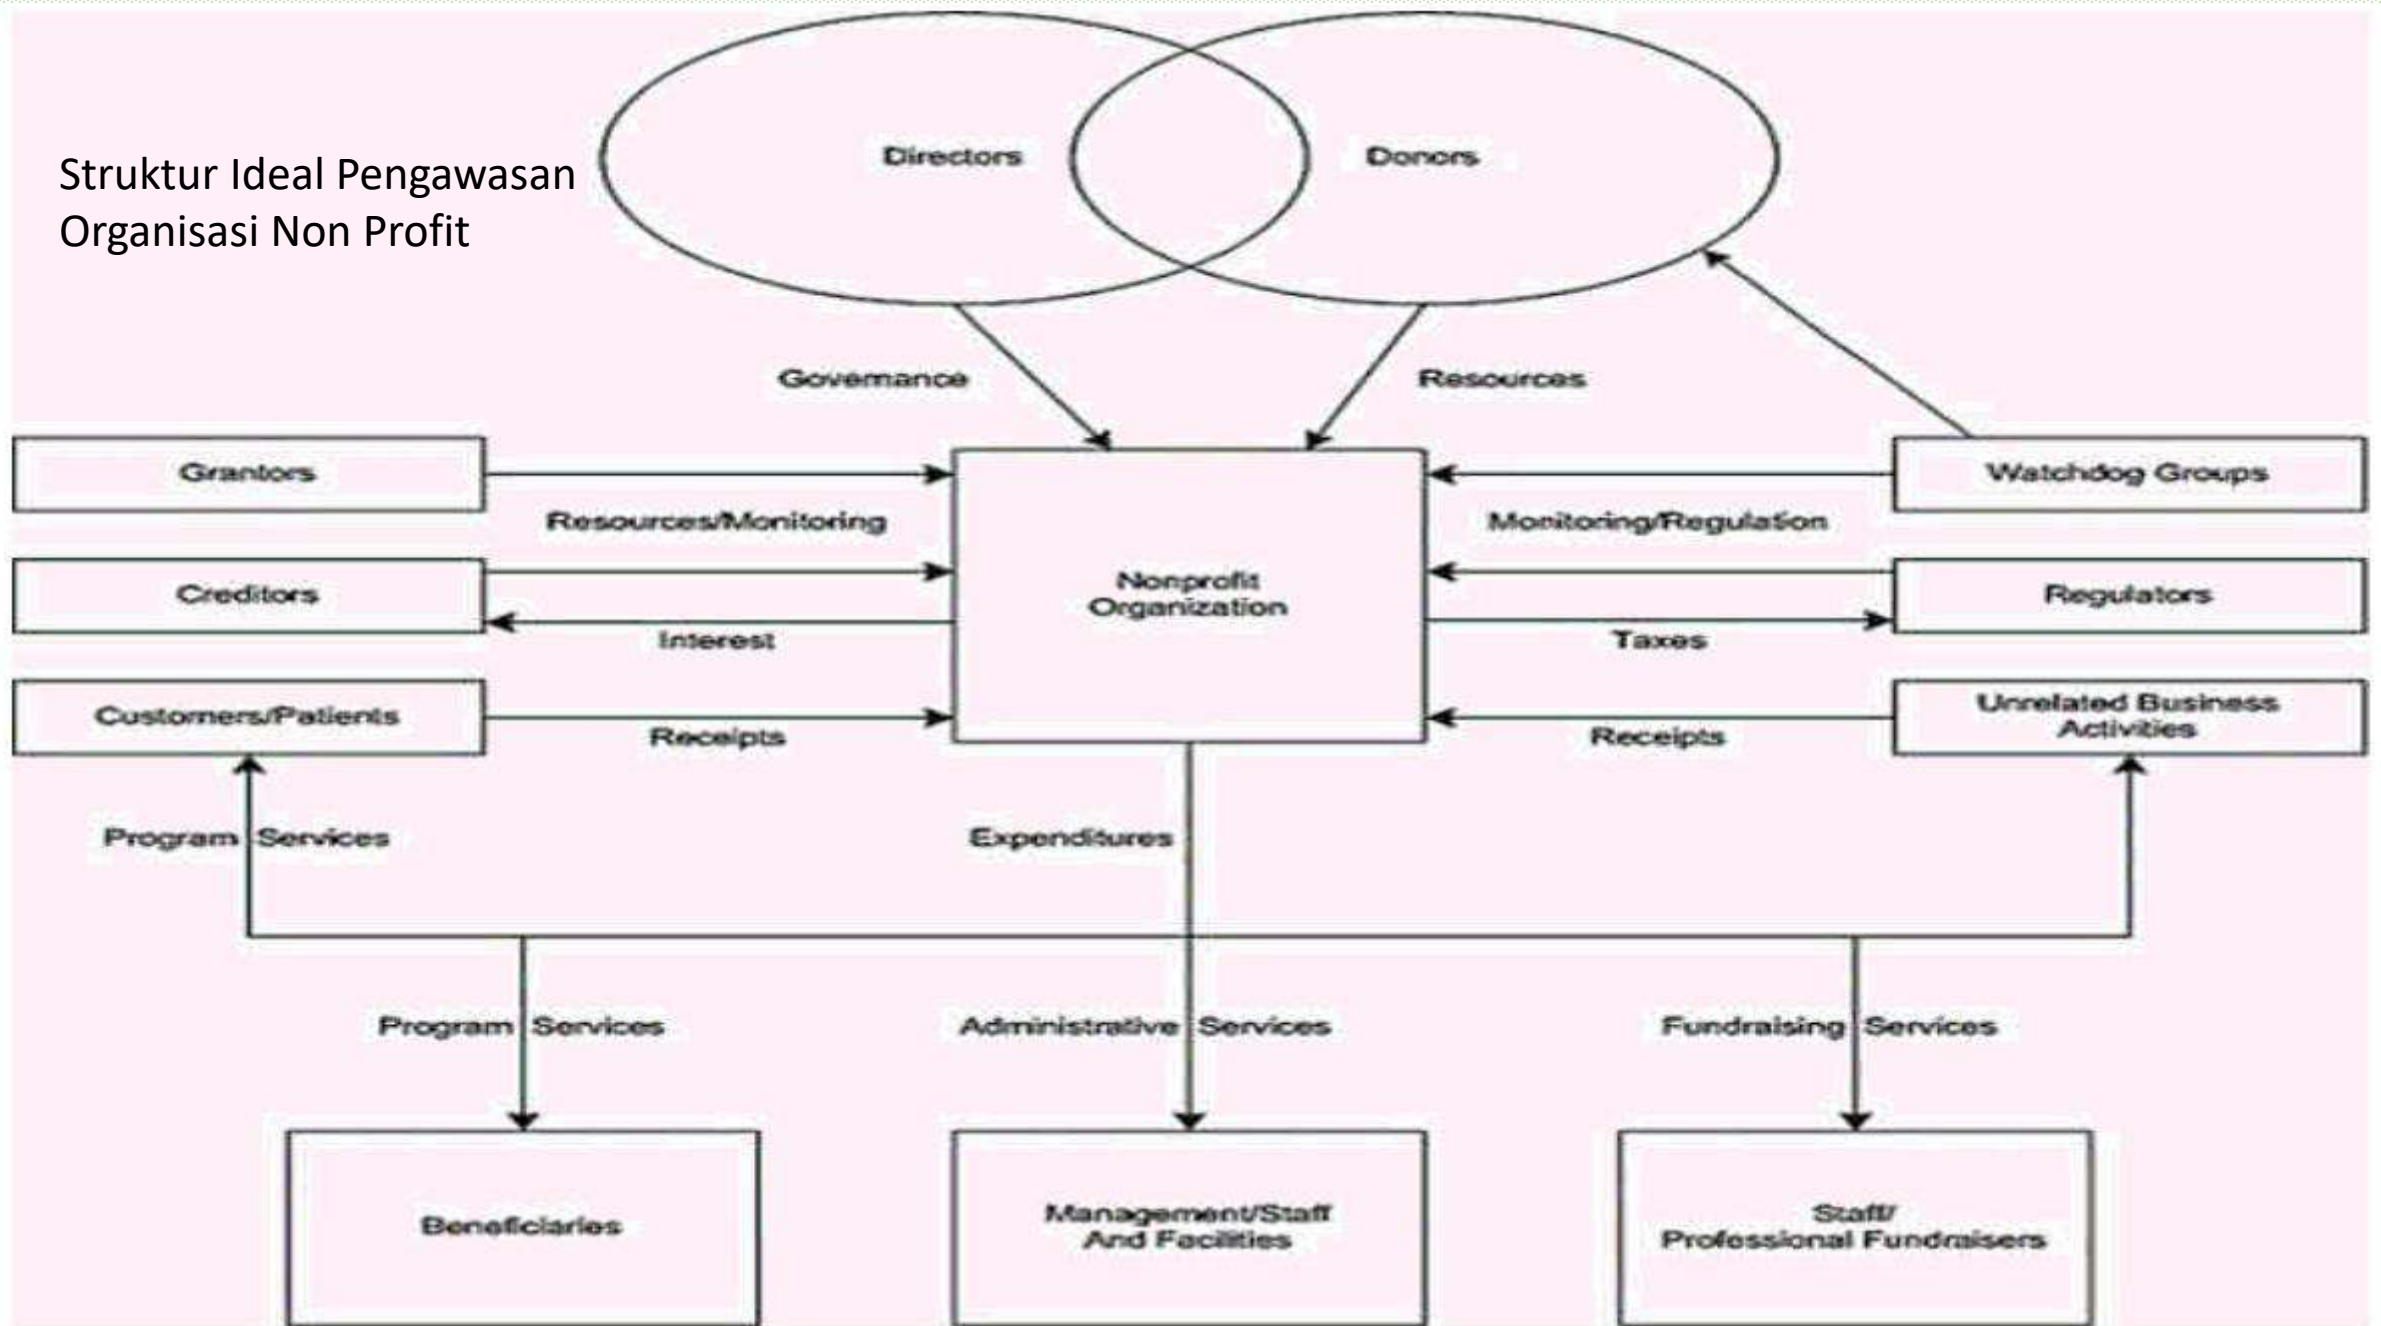 Struktur Ideal Pengawasan
Organisasi Non Profit
Directors
Donors
Governance
Resources
Grantors
Watchdog Groups
Resources/Monitoring
Monitoring/Regulation
Creditors
Nonprofit
Organization
Regulators
Interest
Taxes
Customers/Patients
Unrelated Business
Activities
Receipts
Receipts
Program Services
Expenditures
Program Services
Administrative Services
Fundraising Services
Beneficiaries
Management/Staff
And Facilities
Staff/
Professional Fundraisers